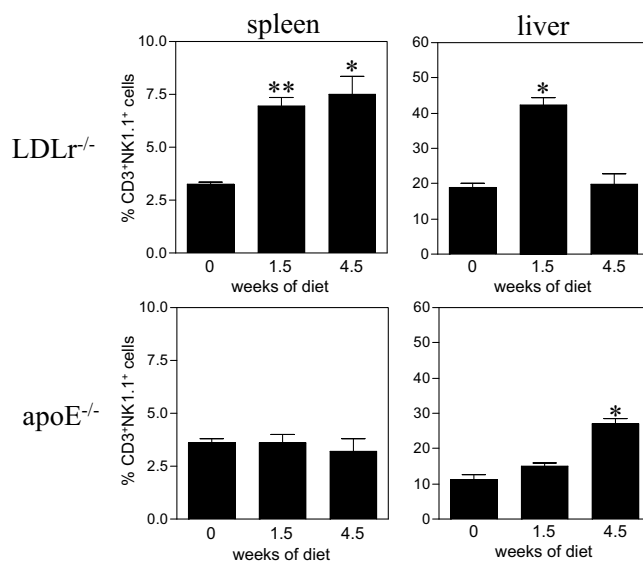 spleen
liver
LDLr-/-
% CD3+NK1.1+ cells
10.0
7.5
5.0
2.5
0.0
**
*
0 1.5 4.5
weeks of diet
60
50
40
30
20
10
0
*
0 1.5 4.5
weeks of diet
apoE-/-
% CD3+NK1.1+ cells
10.0
7.5
5.0
2.5
0.0
0 1.5 4.5
weeks of diet
60
50
40
30
20
10
0
*
0 1.5 4.5
weeks of diet